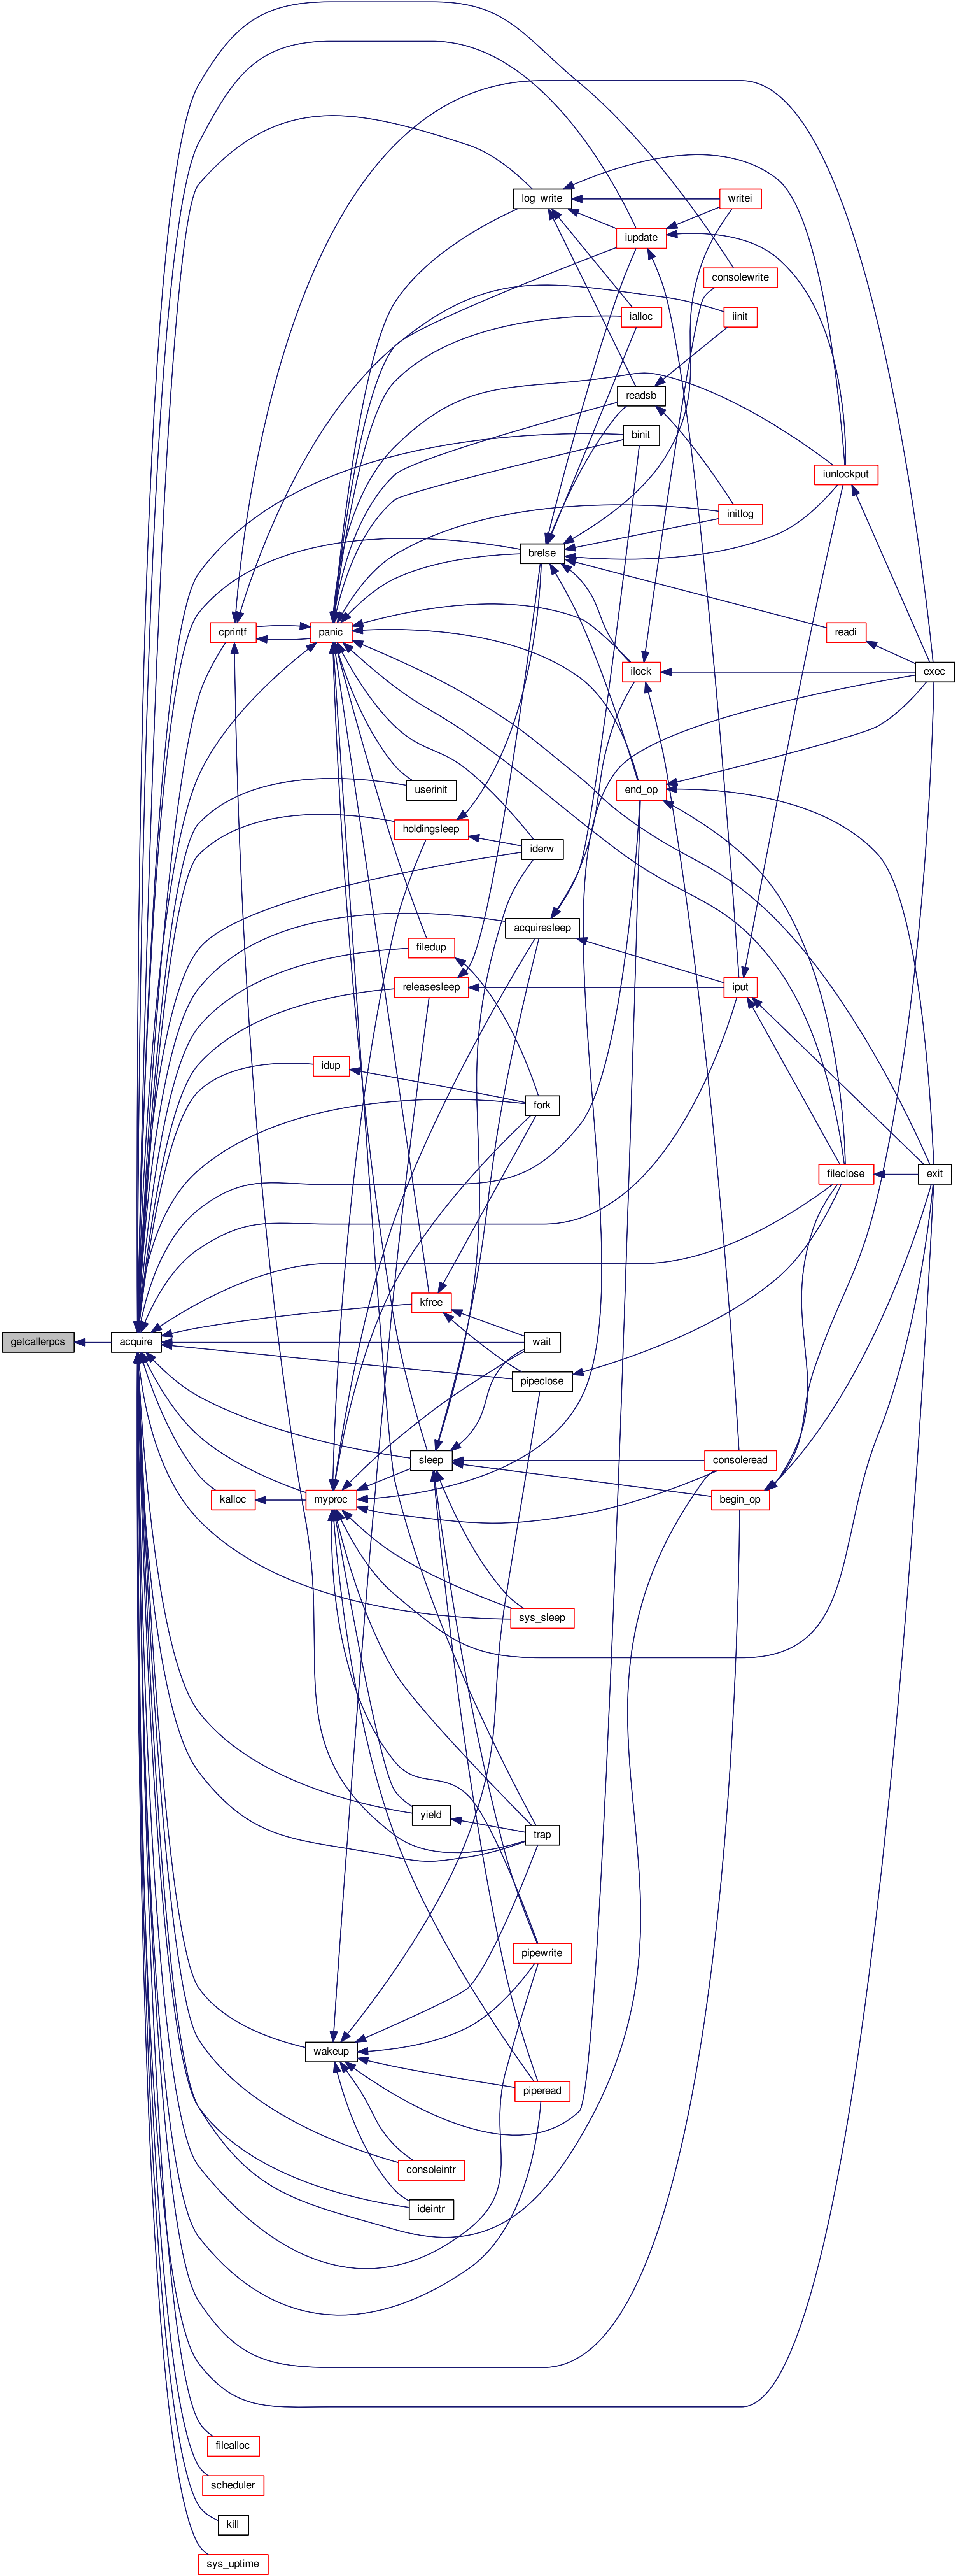 log_write
writei
iupdate
consolewrite
ialloc
iinit
readsb
binit
iunlockput
initlog
brelse
cprintf
panic
readi
ilock
exec
userinit
end_op
holdingsleep
iderw
acquiresleep
filedup
releasesleep
iput
idup
fork
fileclose
exit
kfree
getcallerpcs
acquire
wait
pipeclose
sleep
consoleread
kalloc
myproc
begin_op
sys_sleep
yield
trap
pipewrite
wakeup
piperead
consoleintr
ideintr
filealloc
scheduler
kill
sys_uptime